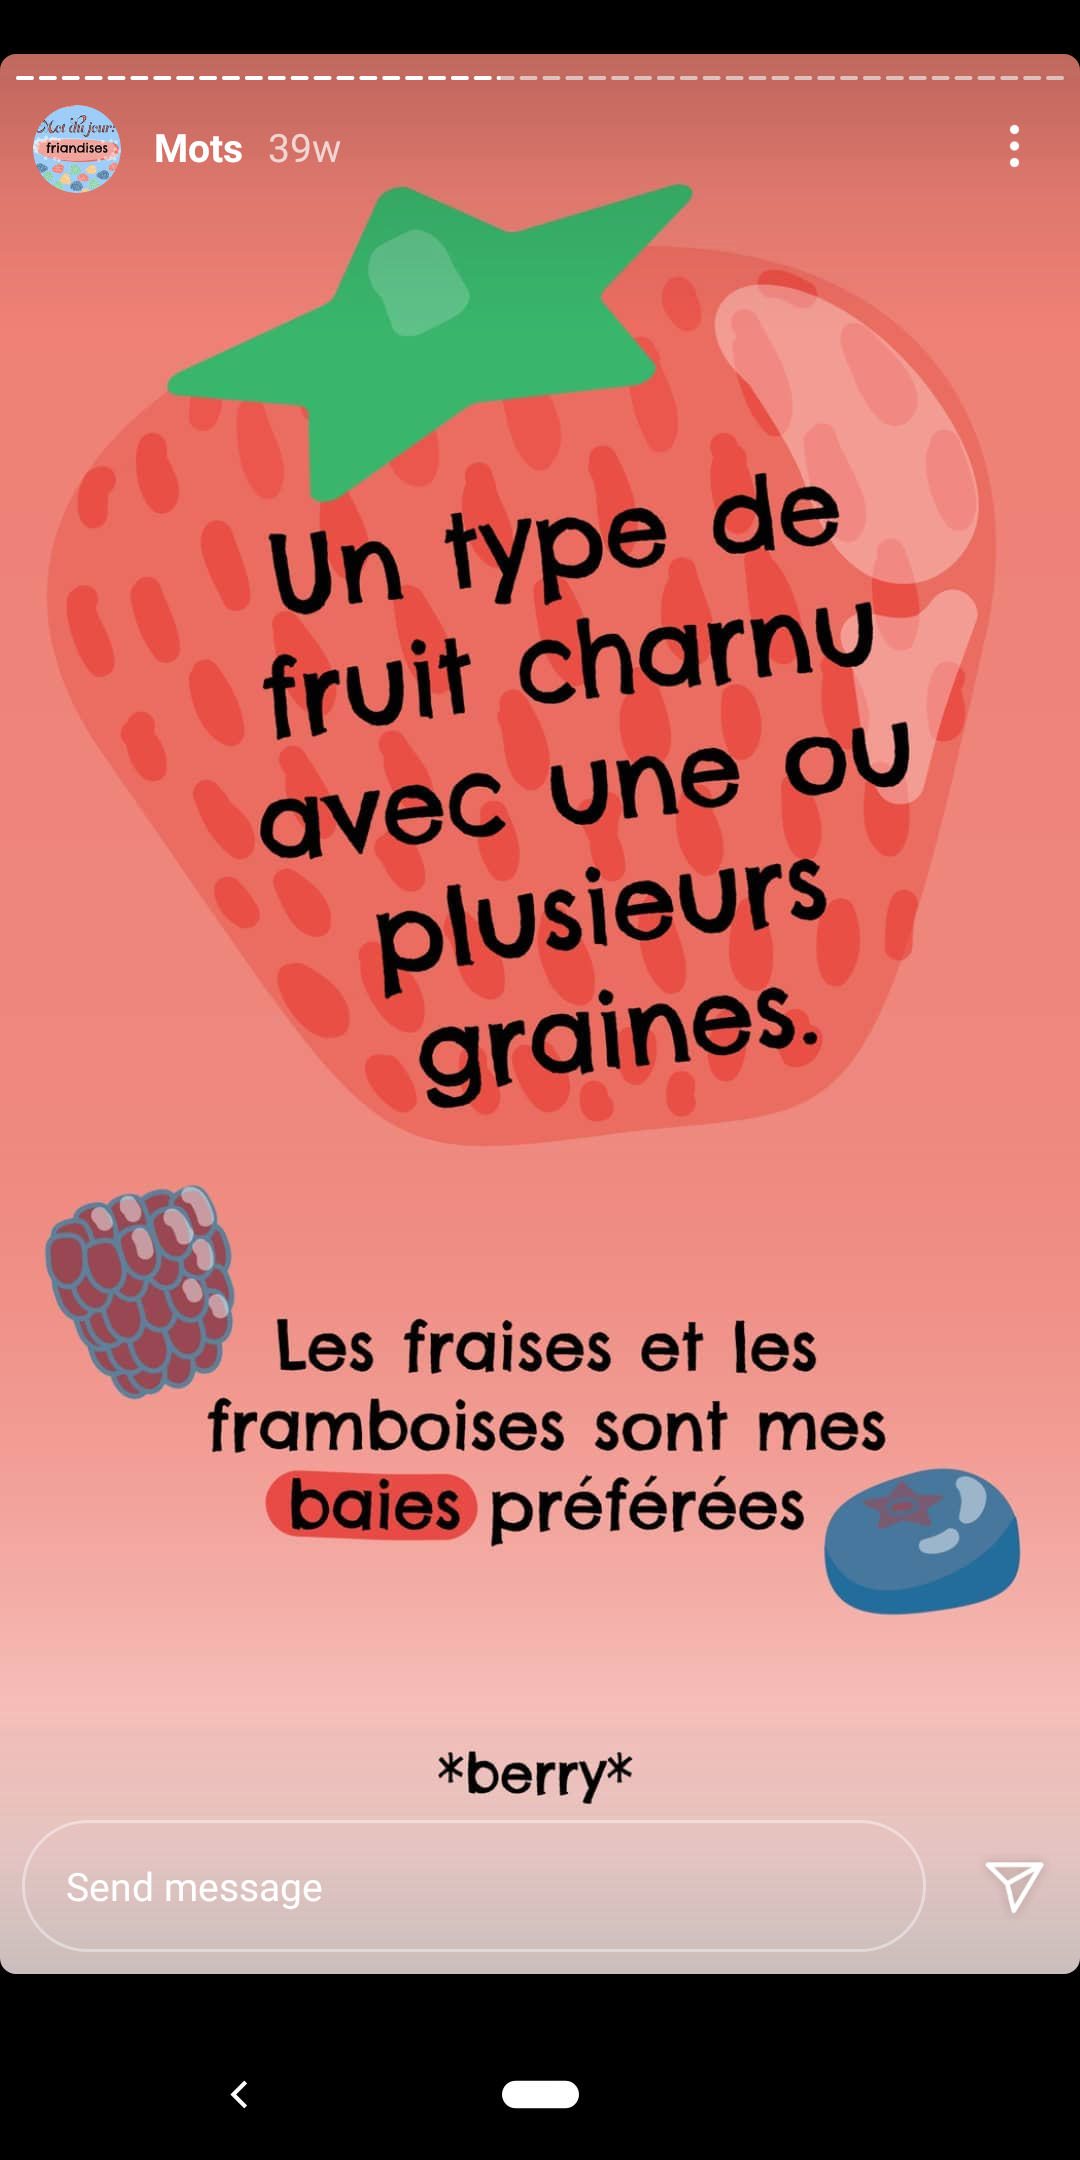 Mot du jour:
friandises
Mots 39w
Un type de
fruit charnu
avec une ou
plusieurs
graines.
Les fraises et les
framboises sont mes
baies préférées
*berry*
Send message